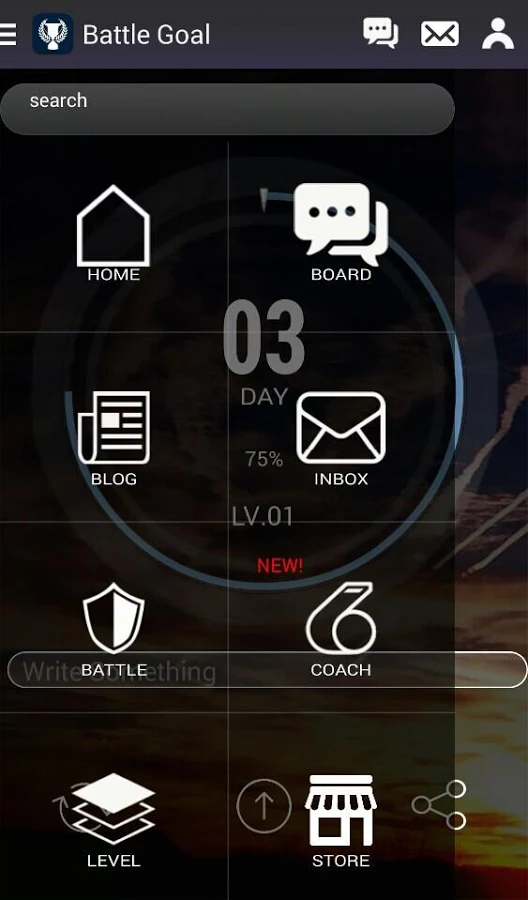 Battle Goal
search
HOME
BOARD
03
DAY
75%
BLOG
INBOX
LV.01
NEW!
BATTLE
COACH
Write Something
LEVEL
STORE